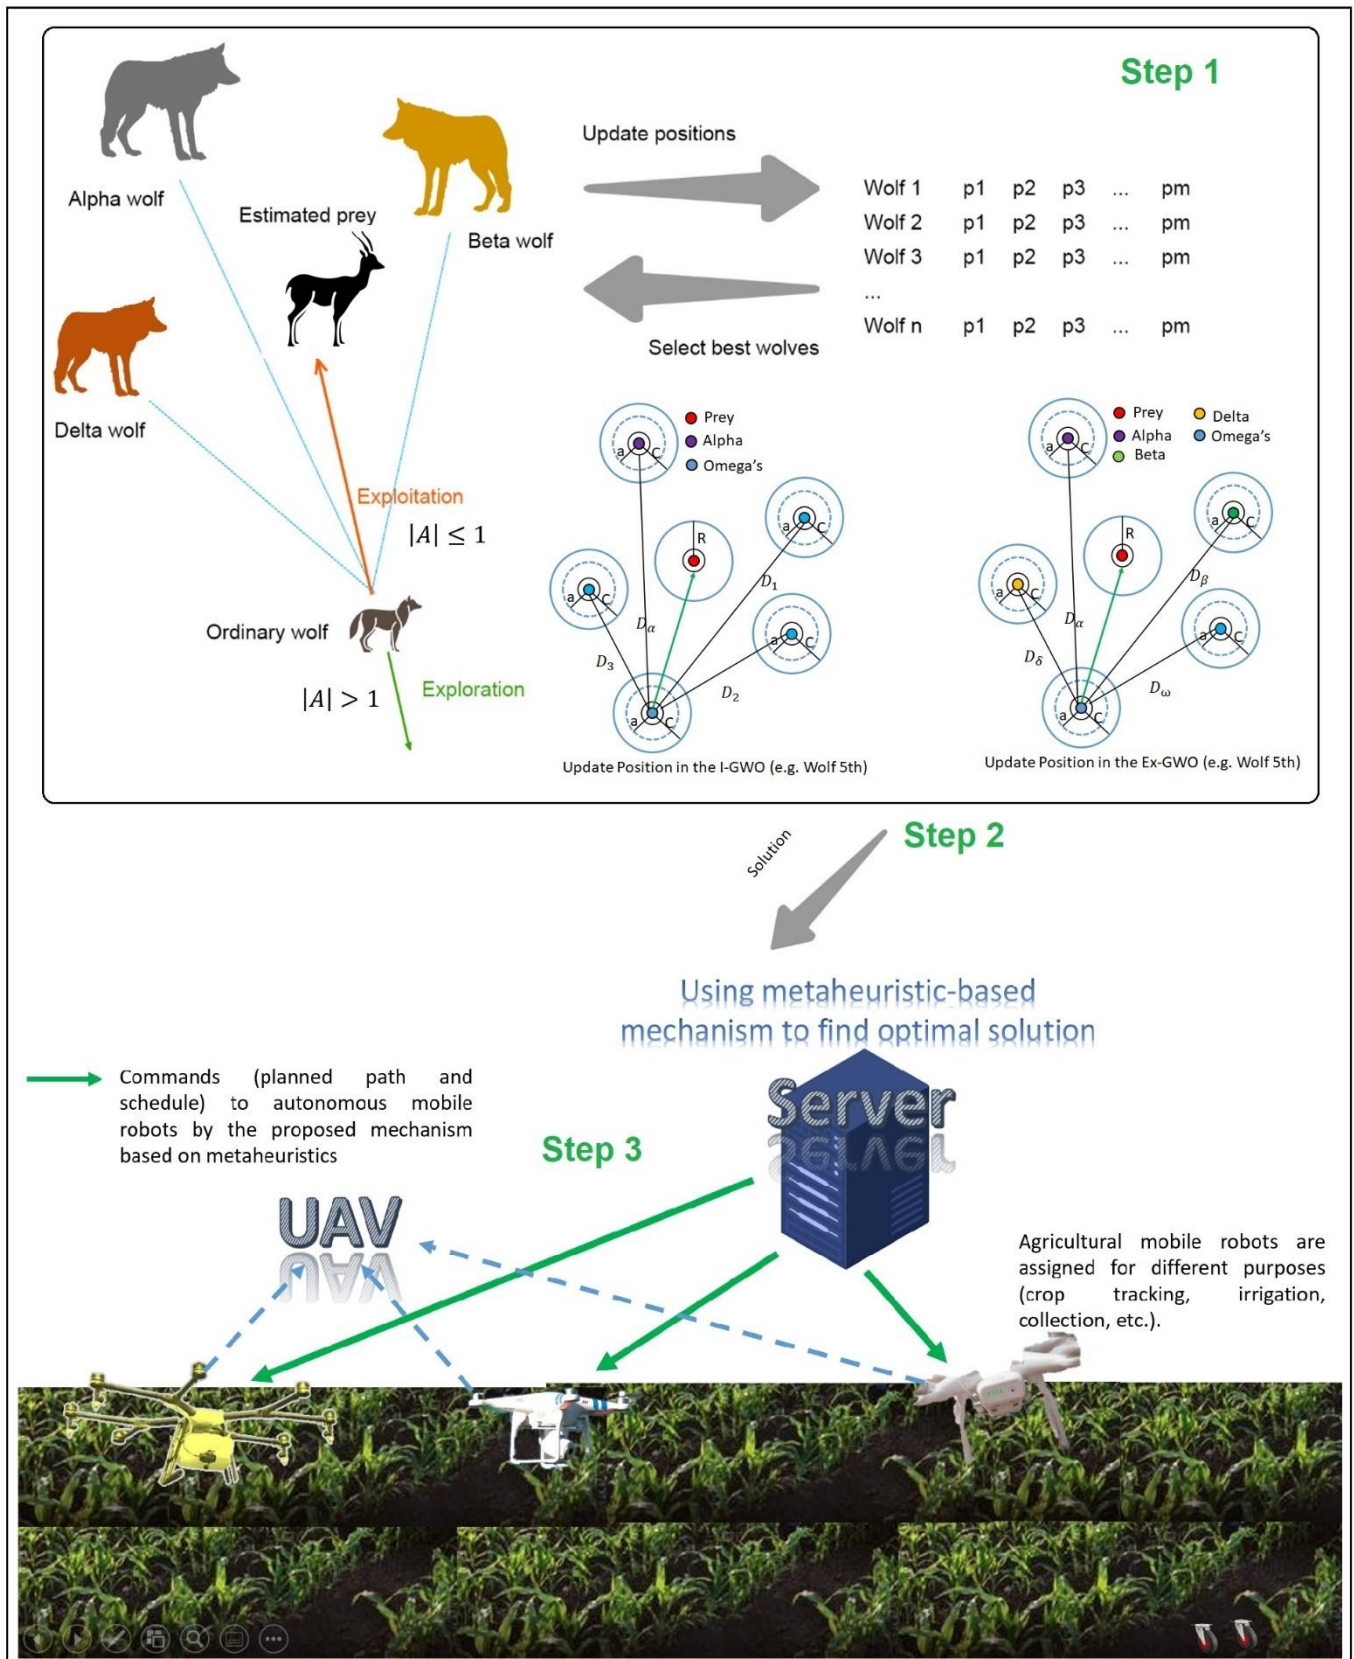 Step 1
Alpha wolf
Estimated prey
Beta wolf
Delta wolf
Exploitation
|A| ≤ 1
Ordinary wolf
|A| > 1
Exploration
Update positions
Select best wolves
Wolf 1 p1 p2 p3 ... pm
Wolf 2 p1 p2 p3 ... pm
Wolf 3 p1 p2 p3 ... pm
...
Wolf n p1 p2 p3 ... pm
Prey
Alpha
Omega's
a C
R
a C
a C
a C
a C
D₁
Dα
D₃
D₂
Update Position in the I-GWO (e.g. Wolf 5th)
Prey
Alpha
Beta
Delta
Omega's
a C
R
a C
a C
a C
a C
Dβ
Dα
Dδ
Dω
Update Position in the Ex-GWO (e.g. Wolf 5th)
Solution
Step 2
Using metaheuristic-based
mechanism to find optimal solution
Server
Commands (planned path and
schedule) to autonomous mobile
robots by the proposed mechanism
based on metaheuristics
Step 3
UAV
Agricultural mobile robots are
assigned for different purposes
(crop tracking, irrigation,
collection, etc.).